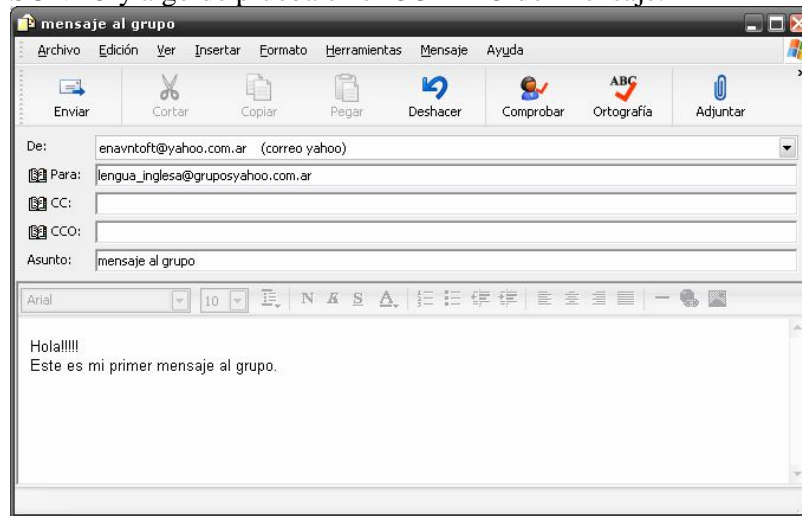 mensaje al grupo
Archivo Edición Ver Insertar Formato Herramientas Mensaje Ayuda
Enviar Cortar Copiar Pegar Deshacer Comprobar ABC Ortografía Adjuntar
De: enavntoft@yahoo.com.ar (correo yahoo)
Para: lengua_inglesa@gruposyahoo.com.ar
CC:
CCO:
Asunto: mensaje al grupo
Arial 10 N K S A
Hola!!!!!
Este es mi primer mensaje al grupo.